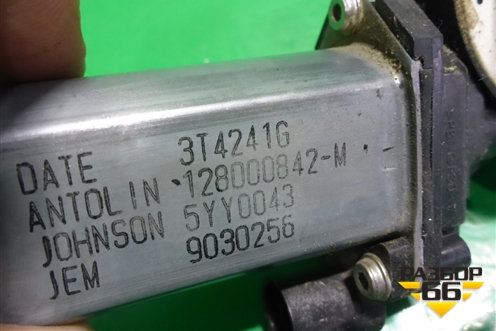 DATE 3T4241G
ANTOLIN 128000842-M
JOHNSON 5YY0043
JEM 9030256
РАЗБОР
66